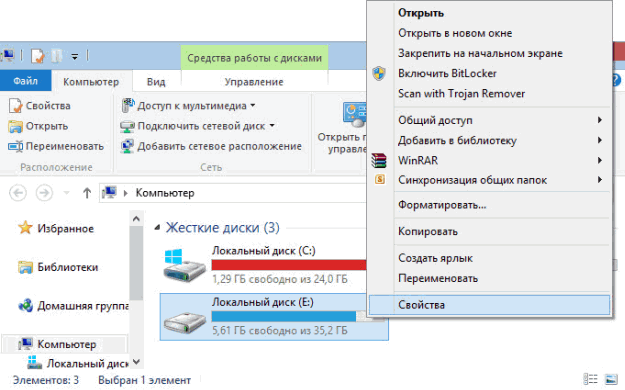 Средства работы с дисками
Файл
Компьютер
Вид
Управление
Свойства
Открыть
Переименовать
Расположение
Доступ к мультимедиа
Подключить сетевой диск
Добавить сетевое расположение
Сеть
Открыть
управле
Компьютер
Избранное
Библиотеки
Домашняя группа
Компьютер
Локальный диск
Жесткие диски (3)
Локальный диск (C:)
1,29 ГБ свободно из 24,0 ГБ
Локальный диск (E:)
5,61 ГБ свободно из 35,2 ГБ
Элементов: 3
Выбран 1 элемент
Открыть
Открыть в новом окне
Закрепить на начальном экране
Включить BitLocker
Scan with Trojan Remover
Общий доступ
Добавить в библиотеку
WinRAR
Синхронизация общих папок
Форматировать...
Копировать
Создать ярлык
Переименовать
Свойства